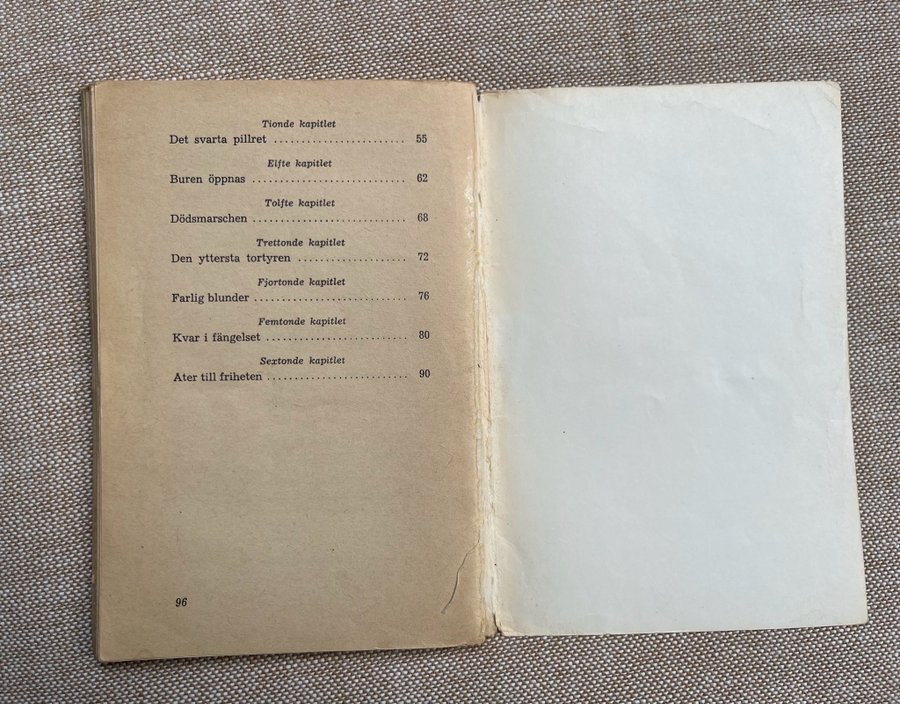 Tionde kapitlet
Det svarta pillret ........................ 55
Elfte kapitlet
Buren öppnas ............................ 62
Tolfte kapitlet
Dödsmarschen ............................ 68
Trettonde kapitlet
Den yttersta tortyren .................... 72
Fjortonde kapitlet
Farlig blunder ............................ 76
Femtonde kapitlet
Kvar i fängelset .......................... 80
Sextonde kapitlet
Ater till friheten .......................... 90
96